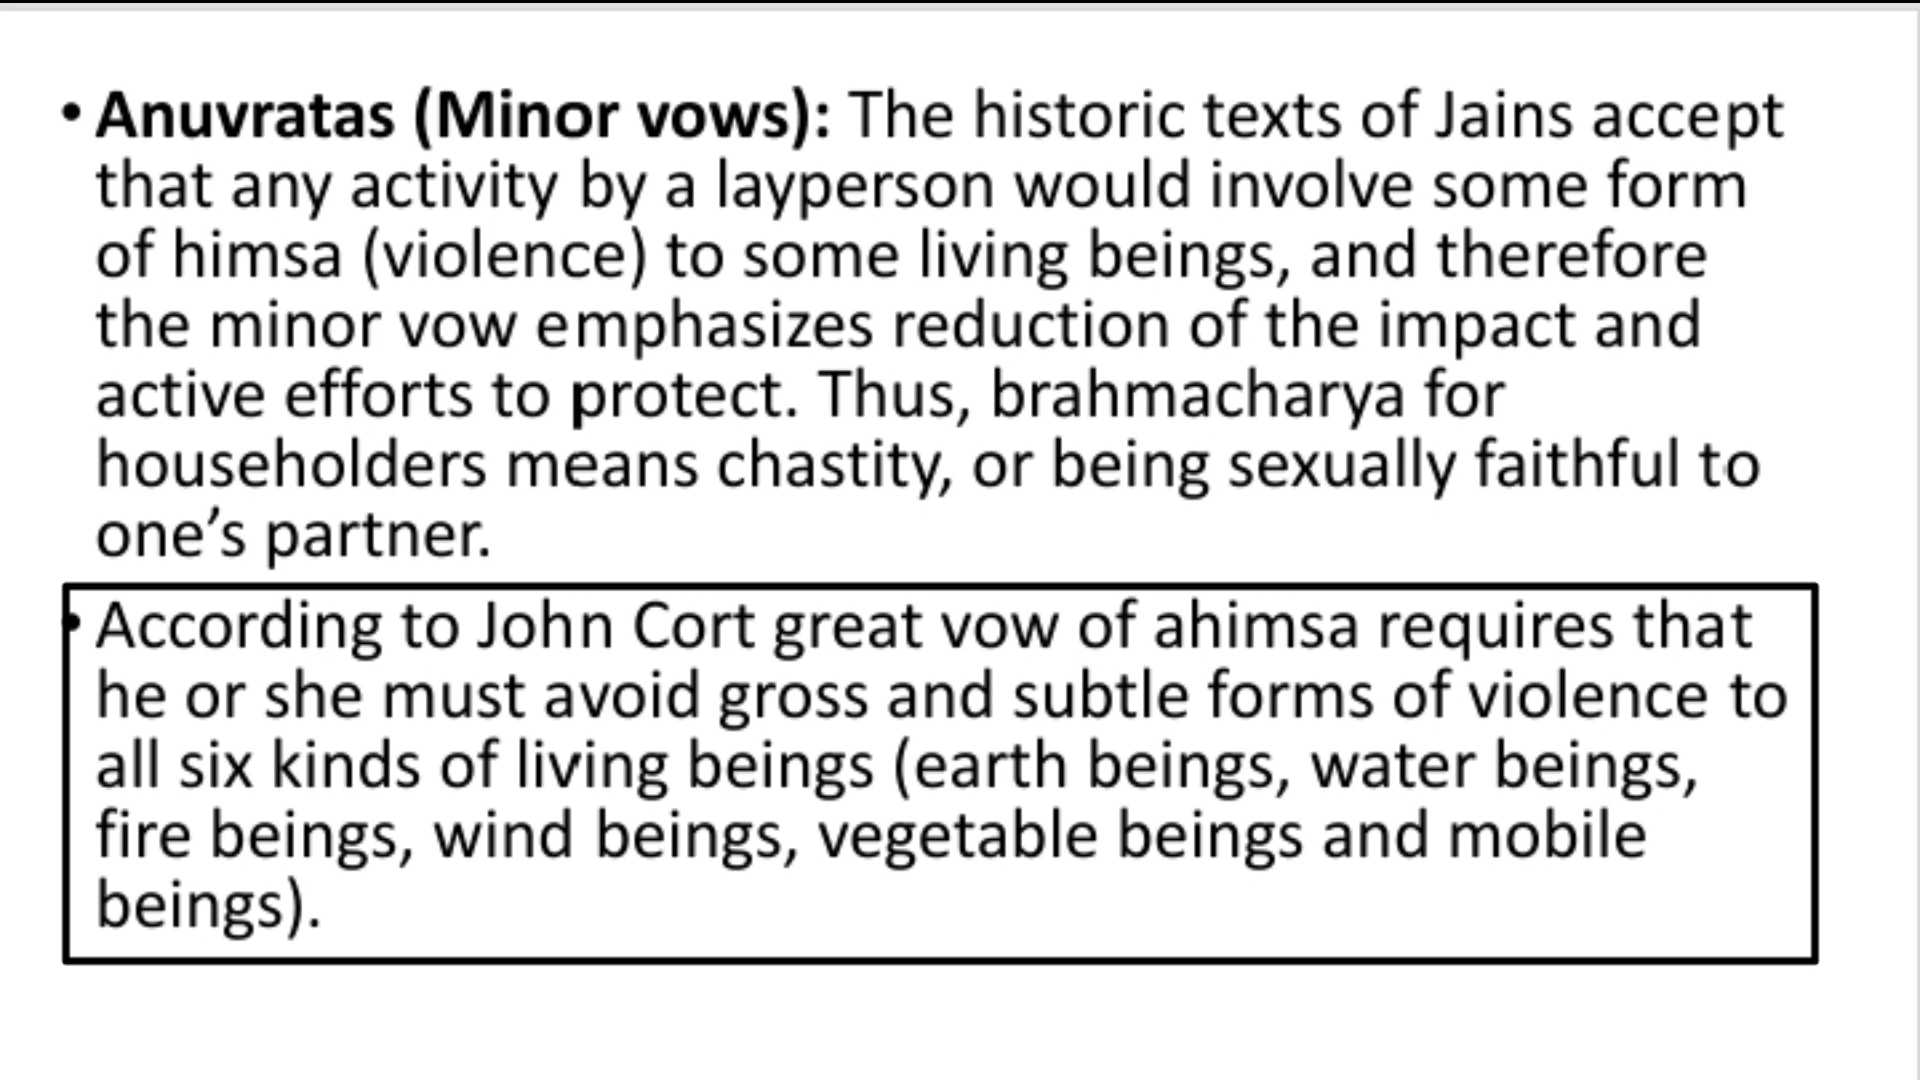 • Anuvratas (Minor vows): The historic texts of Jains accept
that any activity by a layperson would involve some form
of himsa (violence) to some living beings, and therefore
the minor vow emphasizes reduction of the impact and
active efforts to protect. Thus, brahmacharya for
householders means chastity, or being sexually faithful to
one’s partner.
• According to John Cort great vow of ahimsa requires that
he or she must avoid gross and subtle forms of violence to
all six kinds of living beings (earth beings, water beings,
fire beings, wind beings, vegetable beings and mobile
beings).